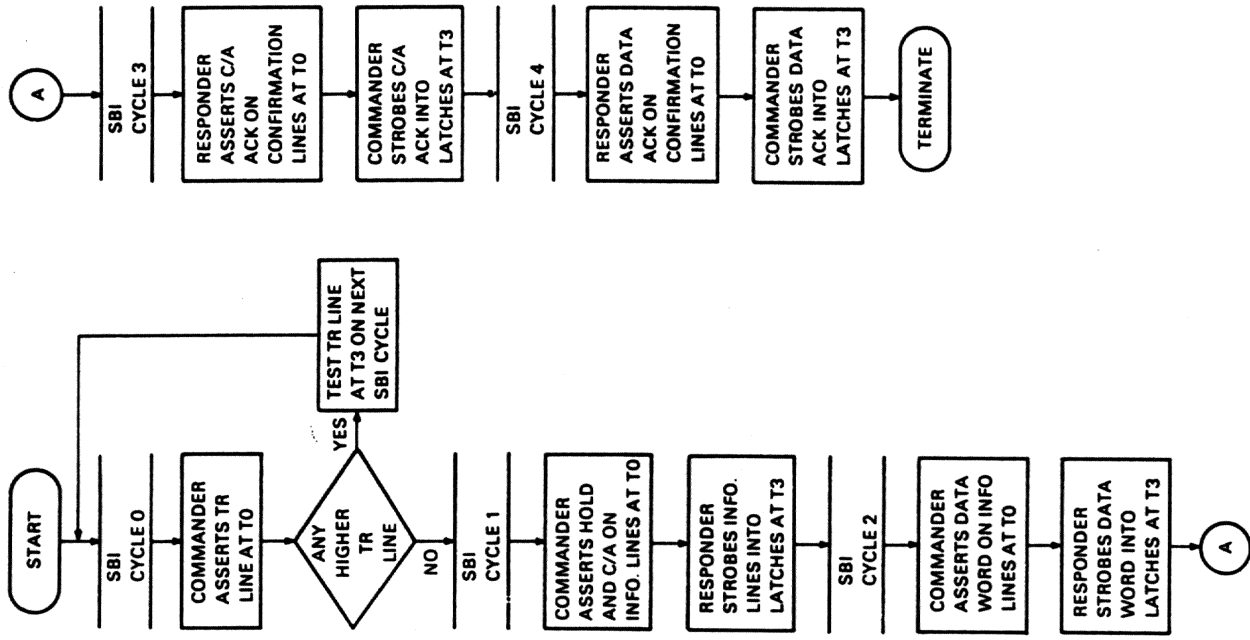 START
SBI
CYCLE 0
COMMANDER
ASSERTS TR
LINE AT T0
ANY
HIGHER
TR
LINE
YES
TEST TR LINE
AT T3 ON NEXT
SBI CYCLE
NO
SBI
CYCLE 1
COMMANDER
ASSERTS HOLD
AND C/A ON
INFO. LINES AT T0
RESPONDER
STROBES INFO.
LINES INTO
LATCHES AT T3
SBI
CYCLE 2
COMMANDER
ASSERTS DATA
WORD ON INFO
LINES AT T0
RESPONDER
STROBES DATA
WORD INTO
LATCHES AT T3
A
A
SBI
CYCLE 3
RESPONDER
ASSERTS C/A
ACK ON
CONFIRMATION
LINES AT T0
COMMANDER
STROBES C/A
ACK INTO
LATCHES AT T3
SBI
CYCLE 4
RESPONDER
ASSERTS DATA
ACK ON
CONFIRMATION
LINES AT T0
COMMANDER
STROBES DATA
ACK INTO
LATCHES AT T3
TERMINATE